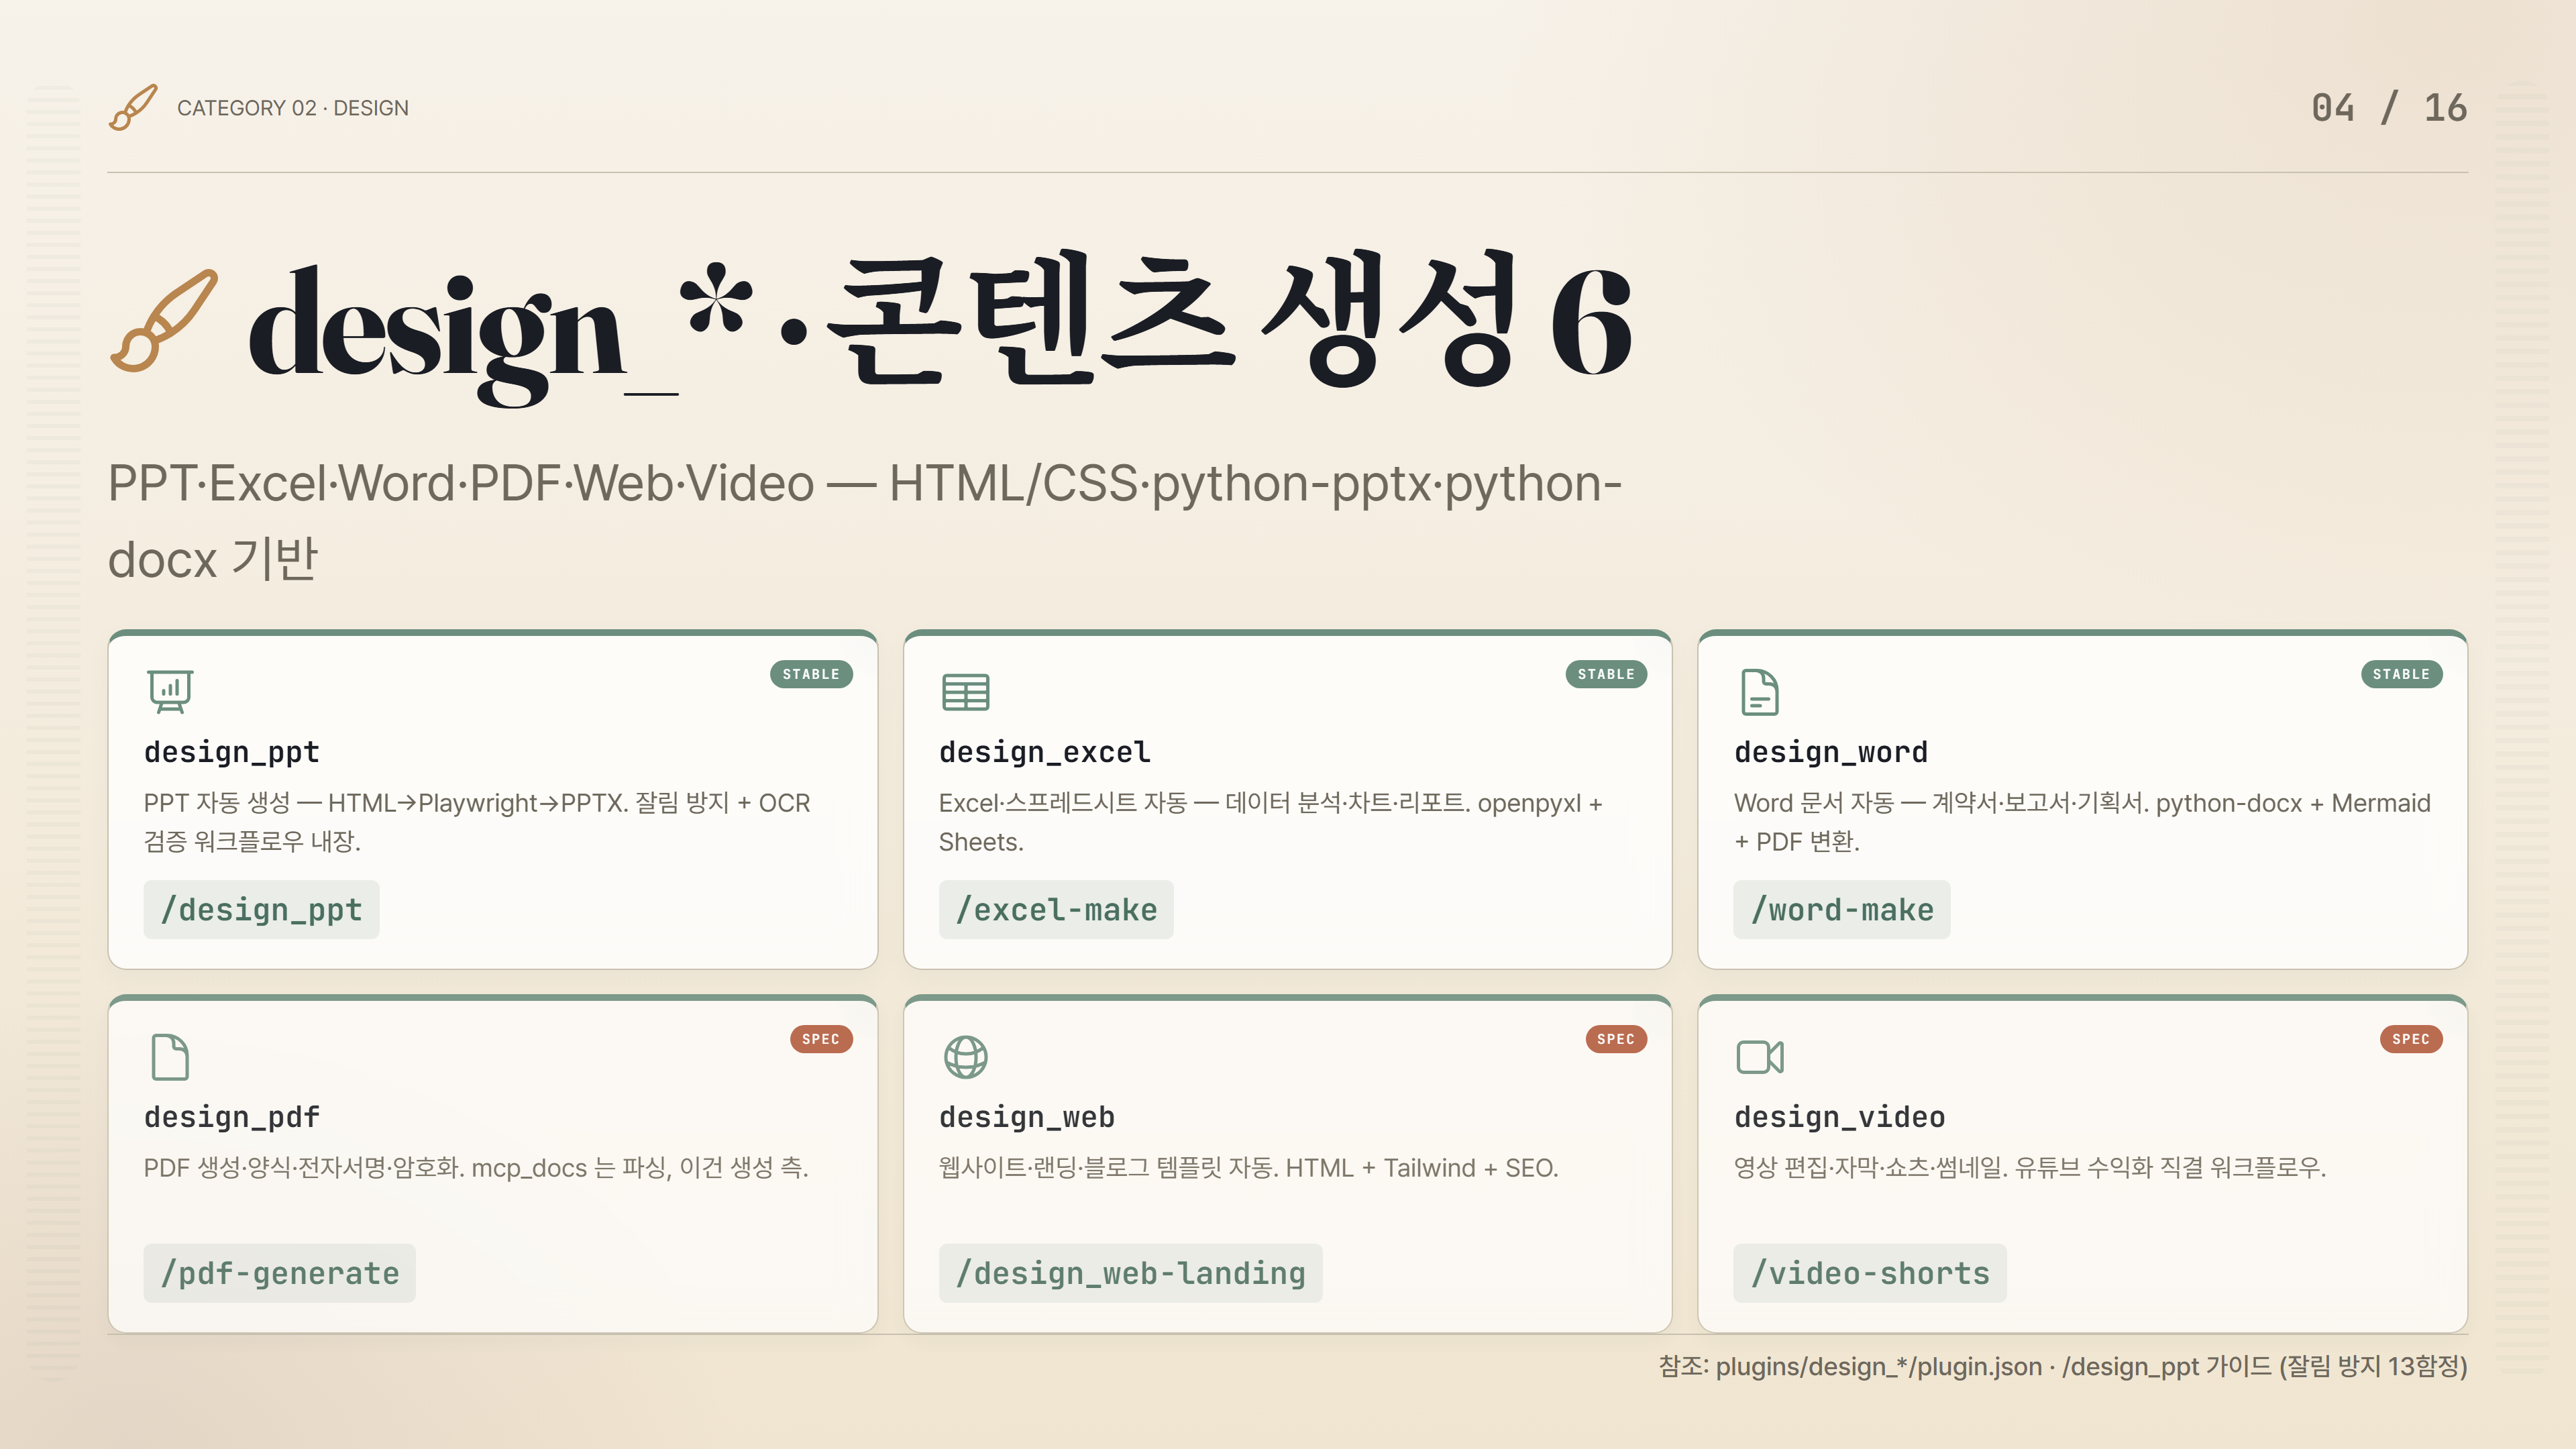 CATEGORY 02 · DESIGN
04 / 16
design_* · 콘텐츠 생성 6
PPT·Excel·Word·PDF·Web·Video — HTML/CSS·python-pptx·python-
docx 기반
STABLE
design_ppt
PPT 자동 생성 — HTML→Playwright→PPTX. 잘림 방지 + OCR
검증 워크플로우 내장.
/design_ppt
STABLE
design_excel
Excel·스프레드시트 자동 — 데이터 분석·차트·리포트. openpyxl +
Sheets.
/excel-make
STABLE
design_word
Word 문서 자동 — 계약서·보고서·기획서. python-docx + Mermaid
+ PDF 변환.
/word-make
SPEC
design_pdf
PDF 생성·양식·전자서명·암호화. mcp_docs 는 파싱, 이건 생성 측.
/pdf-generate
SPEC
design_web
웹사이트·랜딩·블로그 템플릿 자동. HTML + Tailwind + SEO.
/design_web-landing
SPEC
design_video
영상 편집·자막·쇼츠·썸네일. 유튜브 수익화 직결 워크플로우.
/video-shorts
참조: plugins/design_*/plugin.json · /design_ppt 가이드 (잘림 방지 13함정)